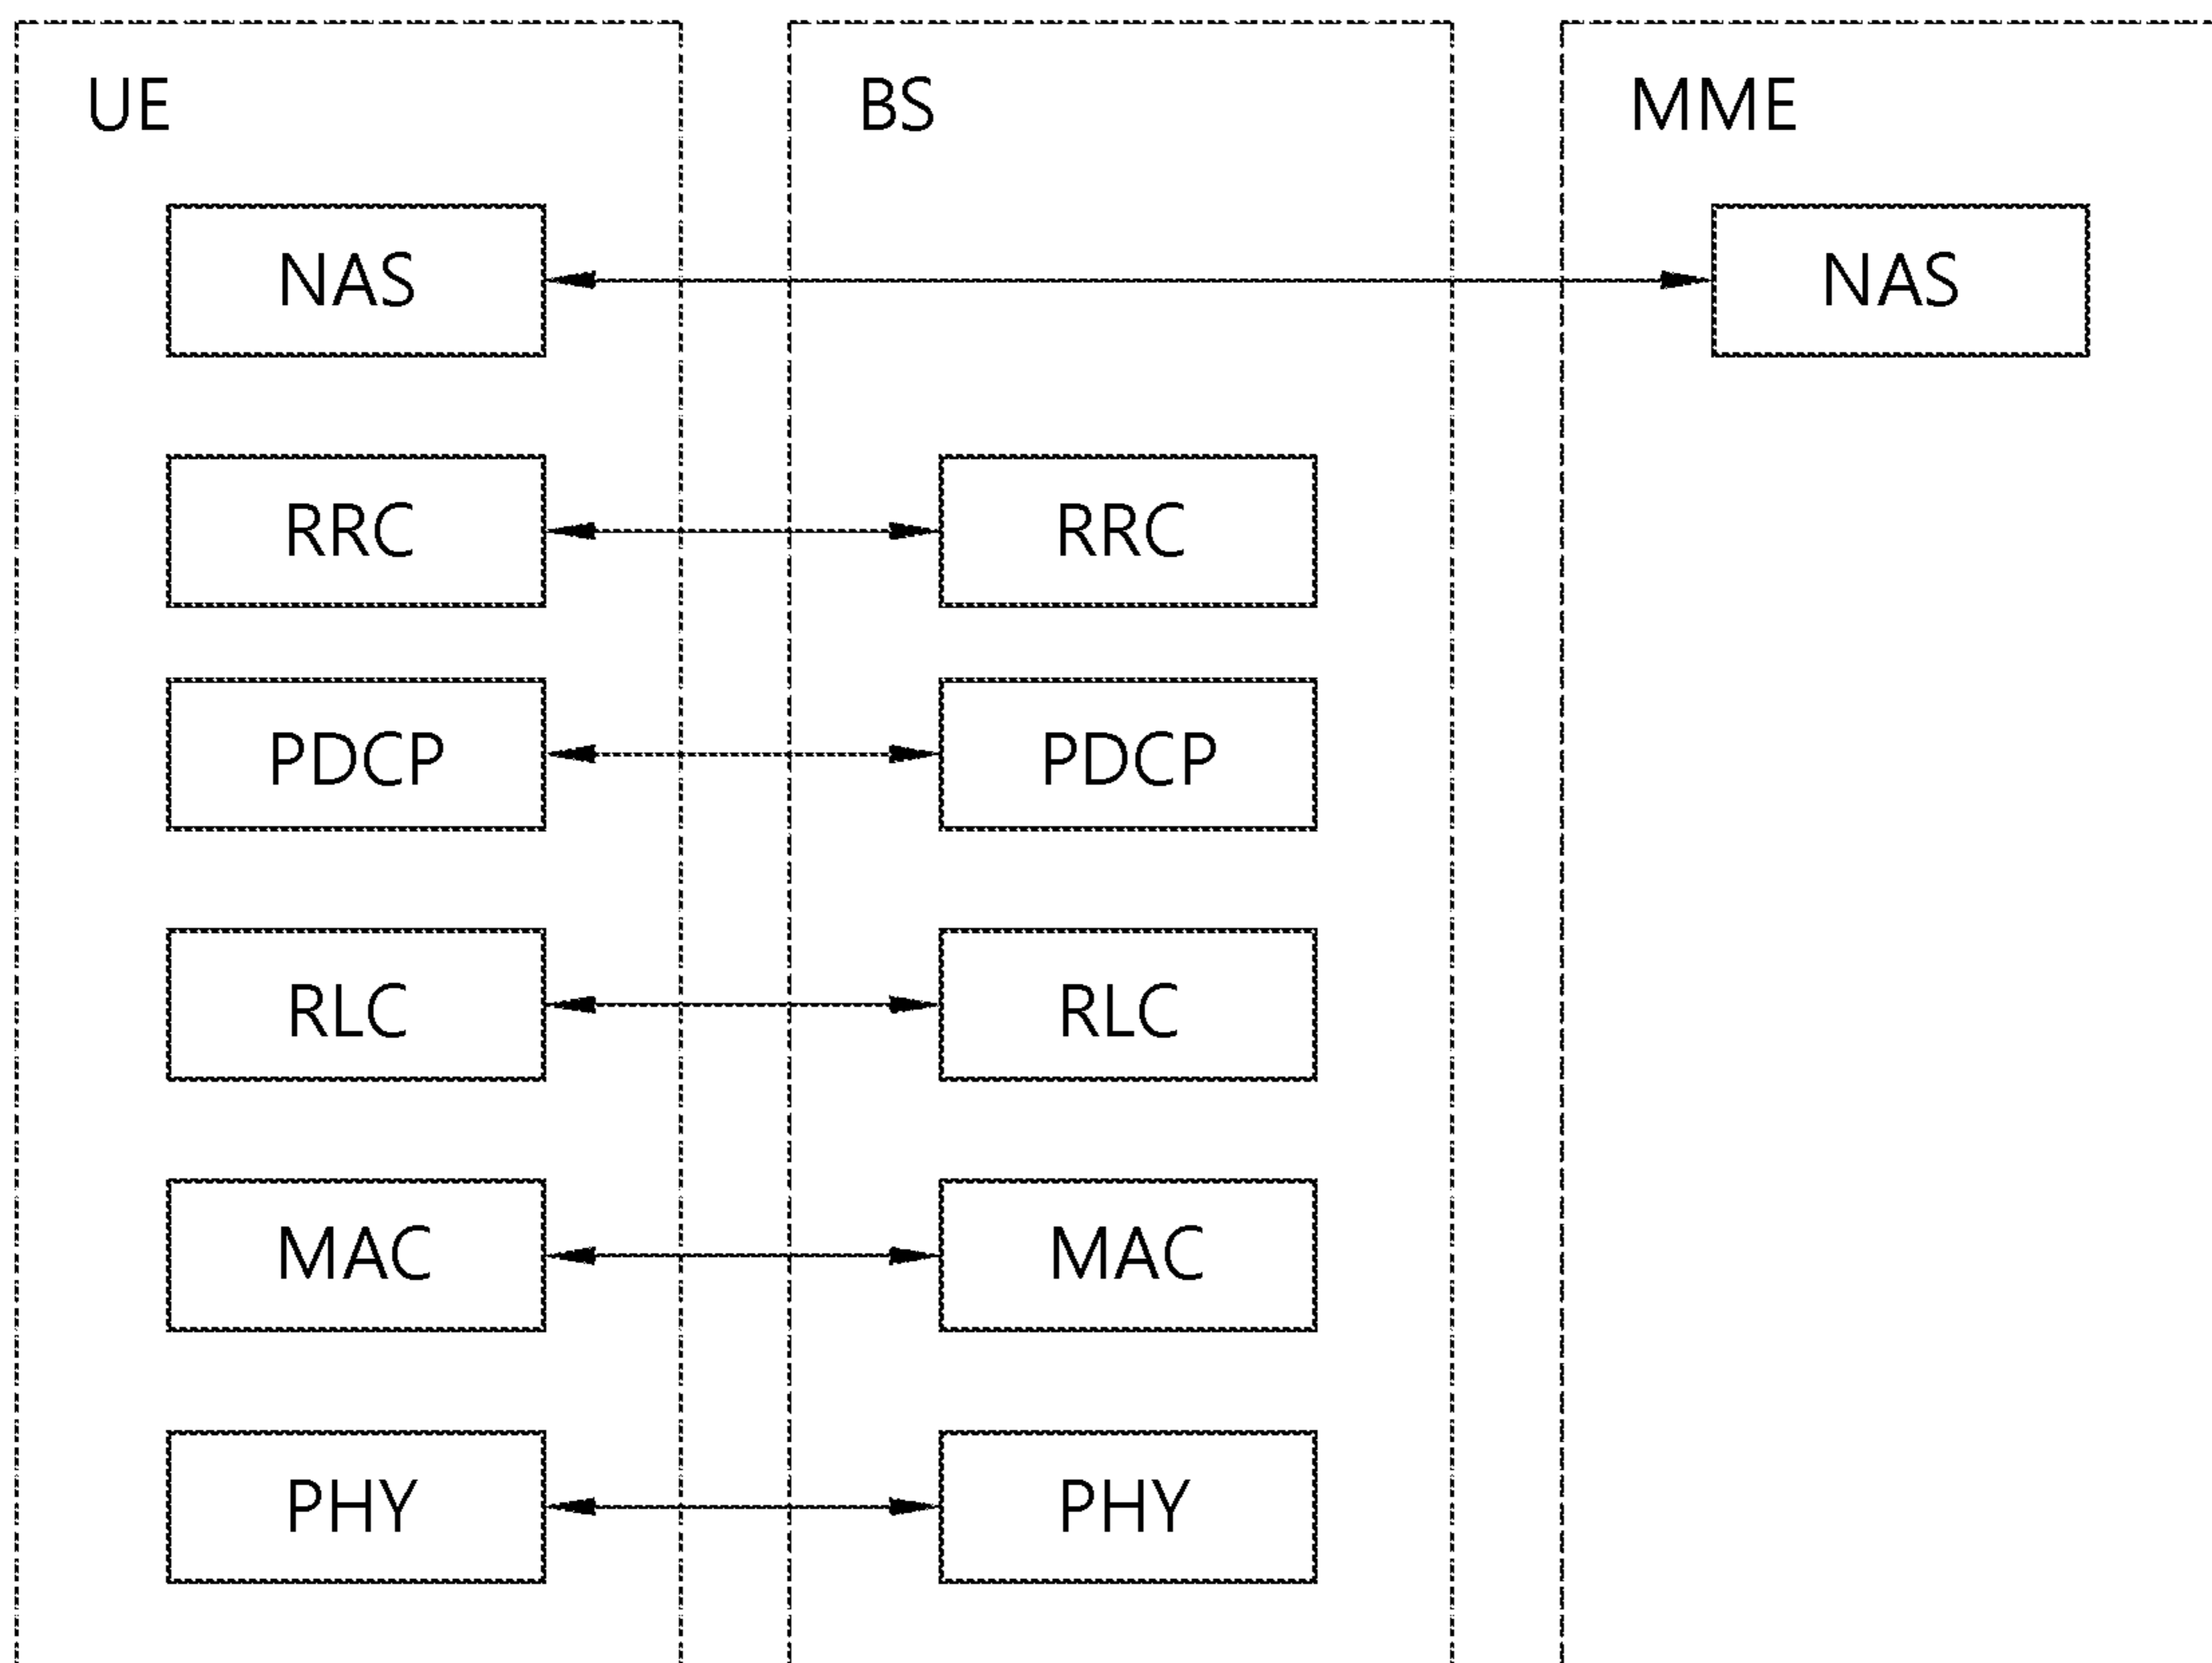 UE BS MME
NAS NAS
RRC RRC
PDCP PDCP
RLC RLC
MAC MAC
PHY PHY